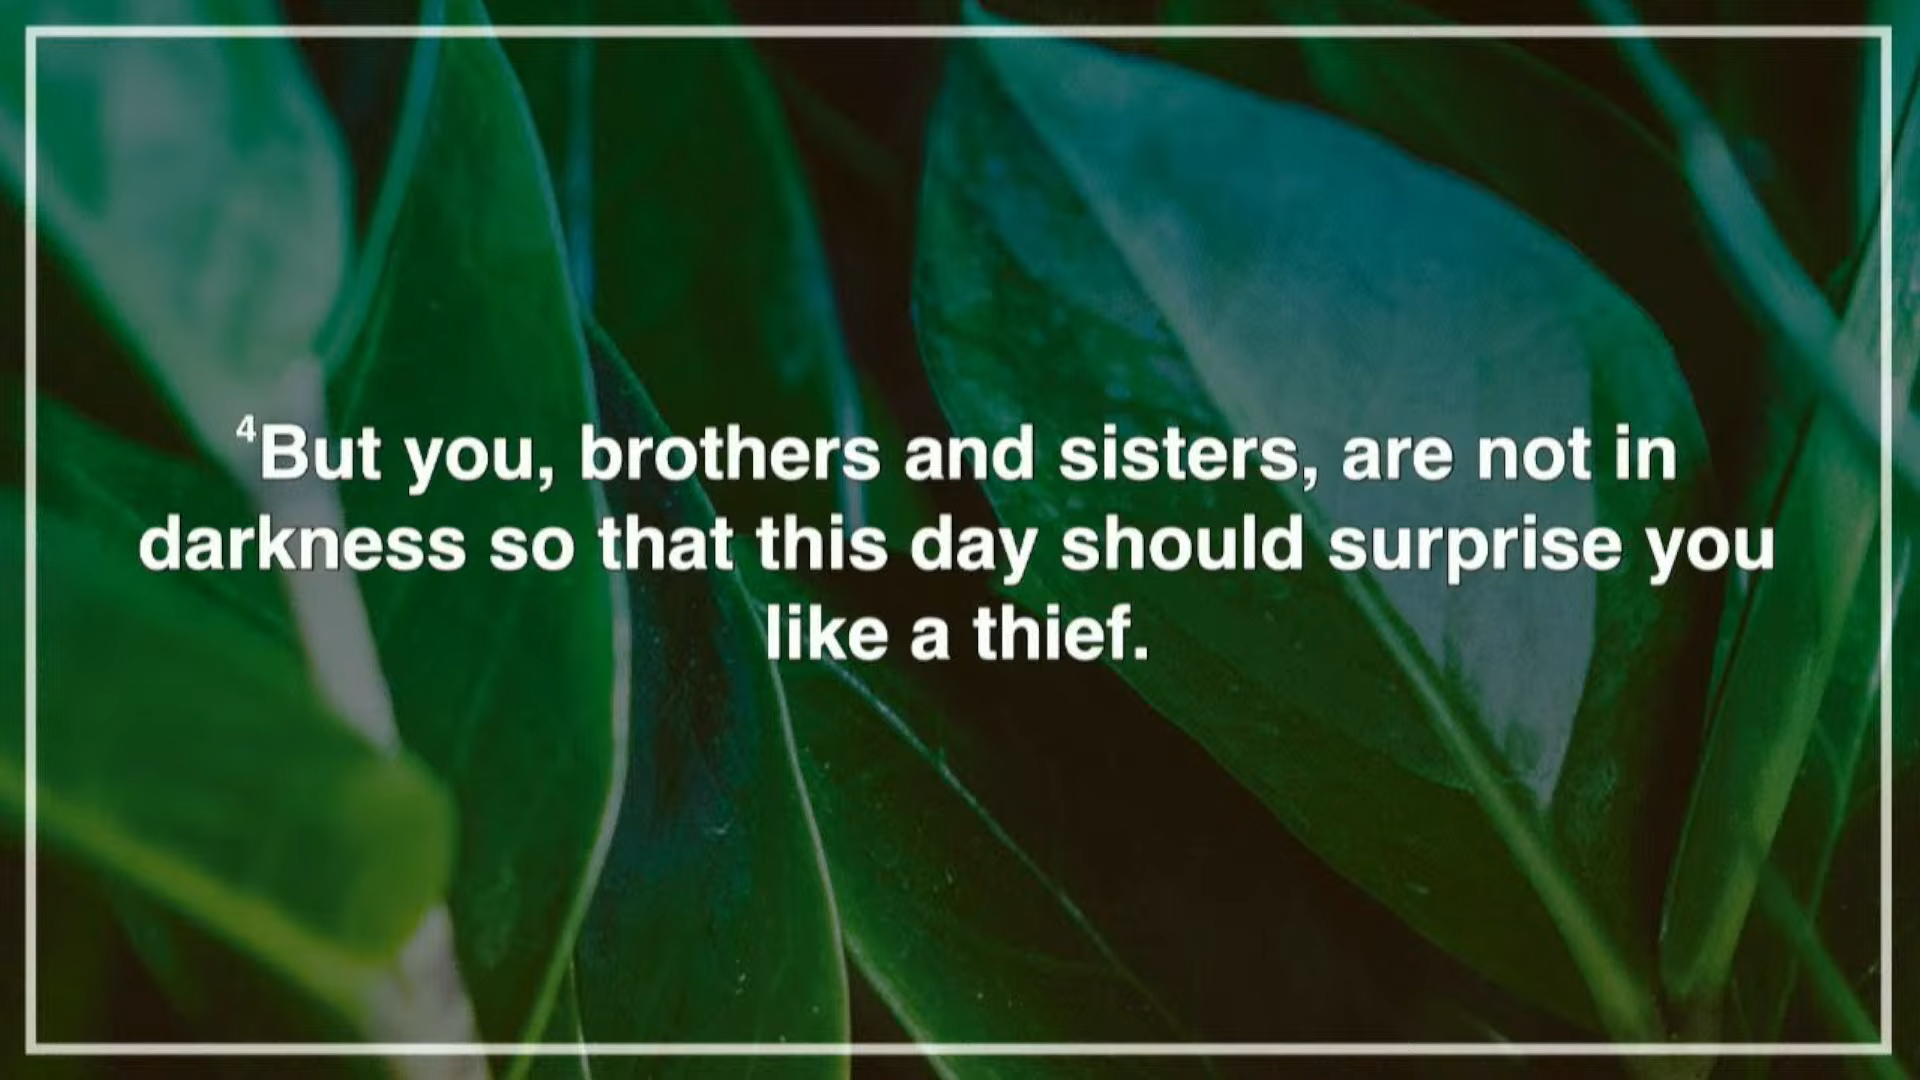 ⁴But you, brothers and sisters, are not in
darkness so that this day should surprise you
like a thief.